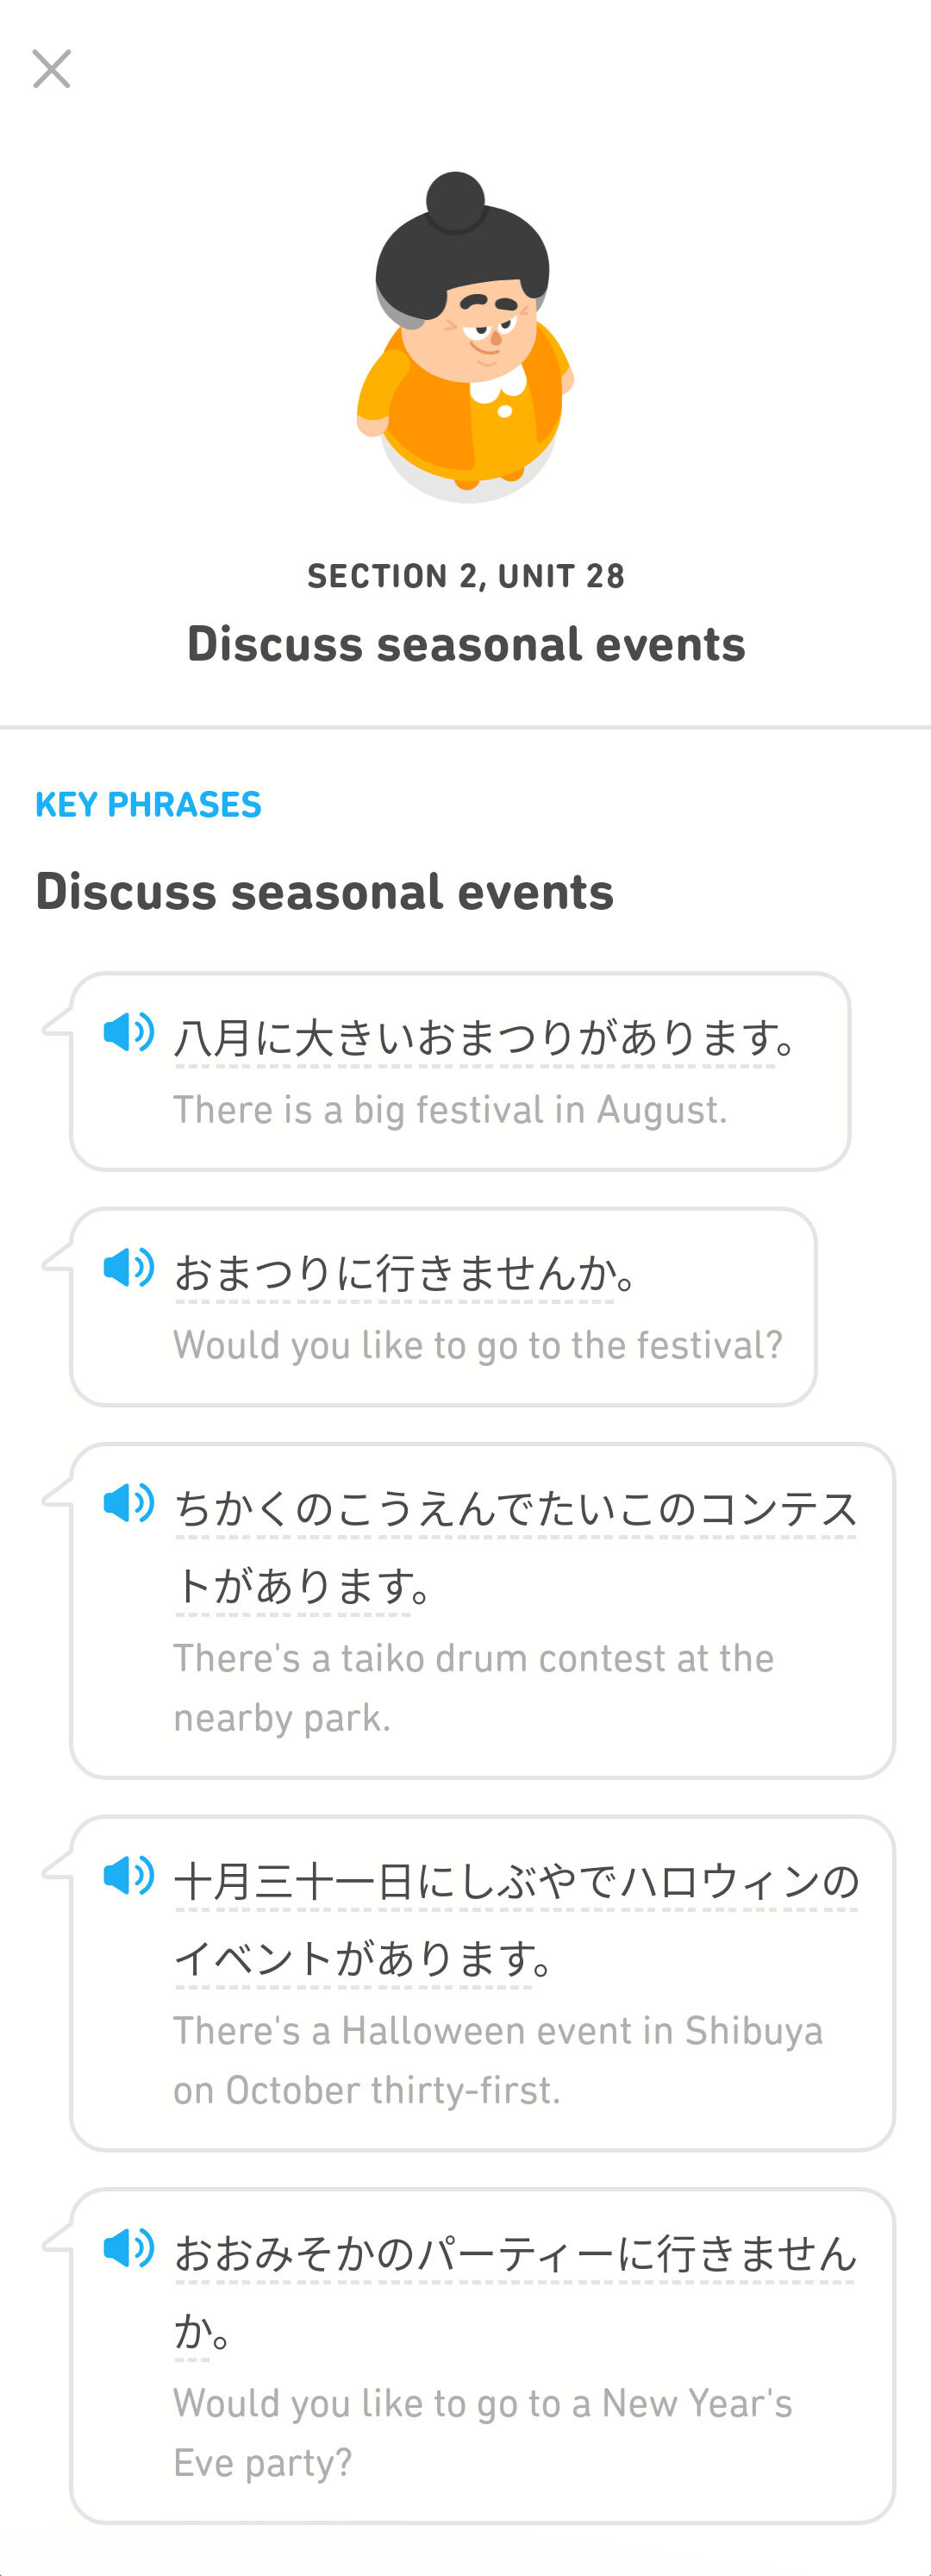 SECTION 2, UNIT 28
Discuss seasonal events
KEY PHRASES
Discuss seasonal events
八月に大きいおまつりがあります。
There is a big festival in August.
おまつりに行きませんか。
Would you like to go to the festival?
ちかくのこうえんでたいこのコンテス
トがあります。
There's a taiko drum contest at the
nearby park.
十月三十一日にしぶやでハロウィンの
イベントがあります。
There's a Halloween event in Shibuya
on October thirty-first.
おおみそかのパーティーに行きません
か。
Would you like to go to a New Year's
Eve party?